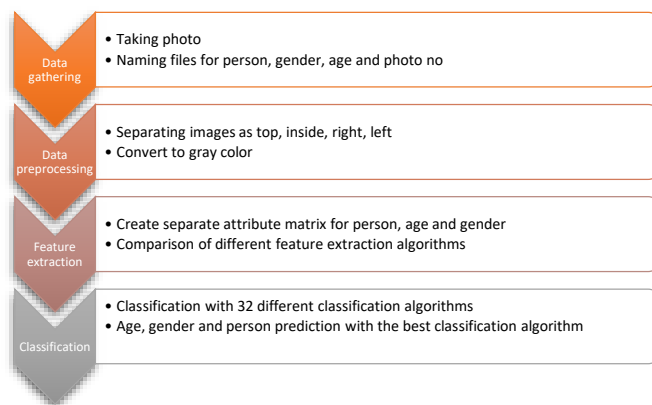 Data
gathering
• Taking photo
• Naming files for person, gender, age and photo no
Data
preprocessing
• Separating images as top, inside, right, left
• Convert to gray color
Feature
extraction
• Create separate attribute matrix for person, age and gender
• Comparison of different feature extraction algorithms
Classification
• Classification with 32 different classification algorithms
• Age, gender and person prediction with the best classification algorithm